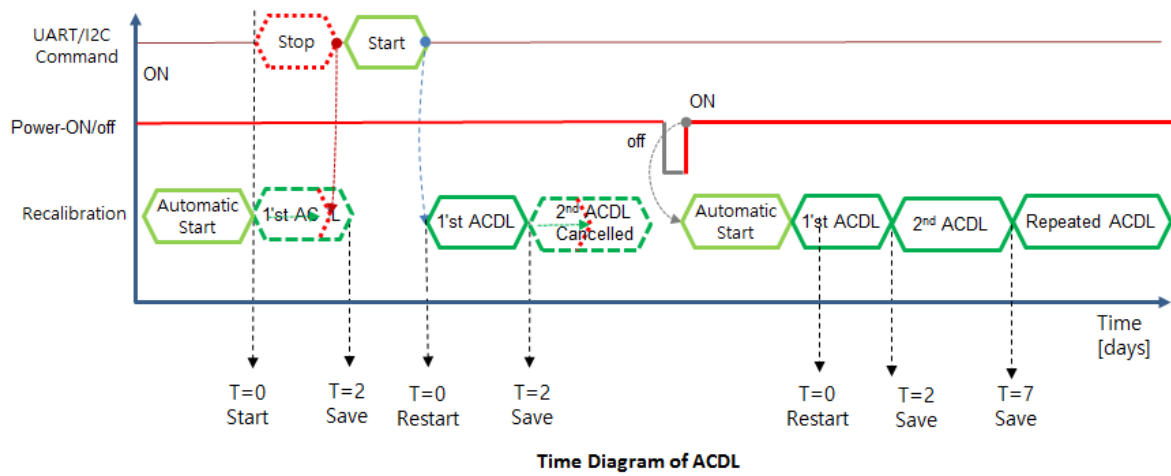 UART/I2C
Command
Stop
Start
ON
Power-ON/off
ON
off
Recalibration
Automatic
Start
1'st ACDL
1'st ACDL
2nd ACDL
Cancelled
Automatic
Start
1'st ACDL
2nd ACDL
Repeated ACDL
Time
[days]
T=0
Start
T=2
Save
T=0
Restart
T=2
Save
T=0
Restart
T=2
Save
T=7
Save
Time Diagram of ACDL